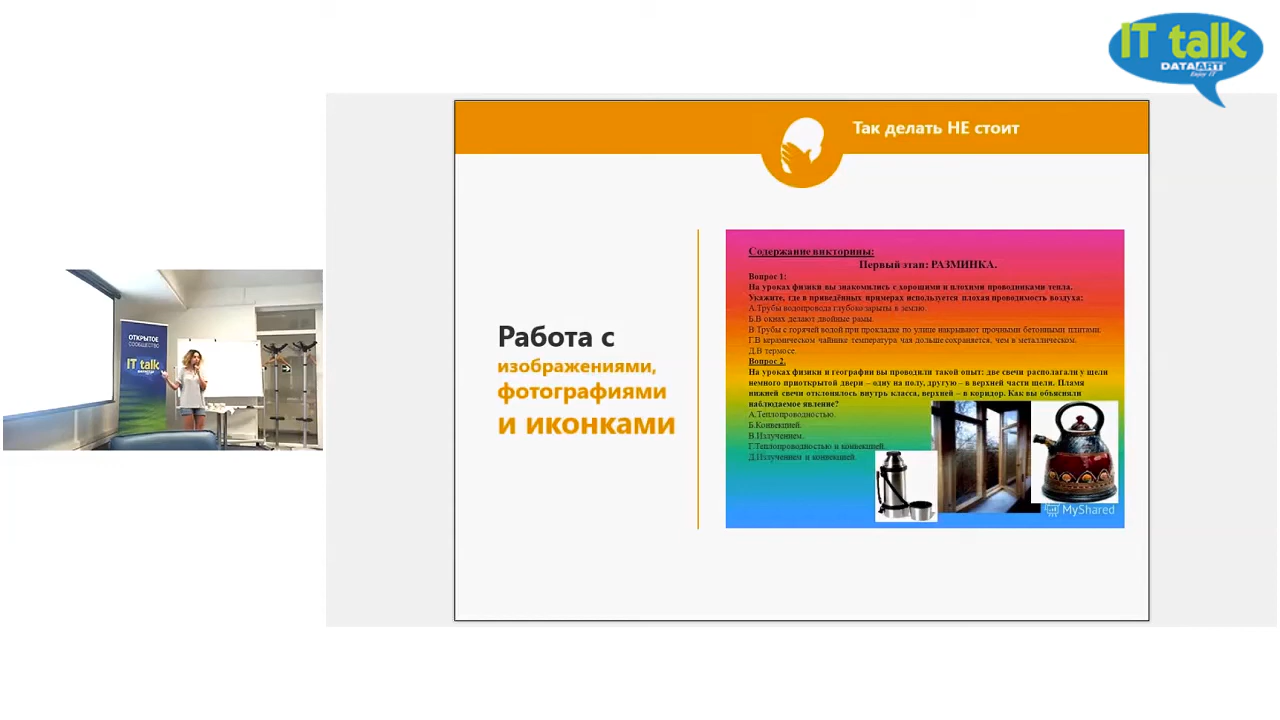 IT talk
DATAART
Enjoy IT
Так делать НЕ стоит
Работа с
изображениями,
фотографиями
и иконками
Содержание викторины:
Первый этап: РАЗМИНКА.
Вопрос 1:
На уроках физики вы знакомились с хорошими и плохими проводниками тепла.
Укажите, где в приведённых примерах используется плохая проводимость воздуха:
А.Трубы водопровода глубоко зарыты в землю.
Б.В окнах делают двойные рамы.
В.Трубы с горячей водой при прокладке по улице накрывают прочными бетонными плитами.
Г.В керамическом чайнике температура чая дольше сохраняется, чем в металлическом.
Д.В термосе.
Вопрос 2.
На уроках физики и географии вы проводили такой опыт: две свечи располагали у щели
немного приоткрытой двери – одну на полу, другую – в верхней части щели. Пламя
нижней свечи отклонялось внутрь класса, верхней – в коридор. Как вы объясняли
наблюдаемое явление?
А.Теплопроводностью.
Б.Конвекцией.
В.Излучением.
Г.Теплопроводностью и конвекцией.
Д.Излучением и конвекцией.
MyShared
ОТКРЫТОЕ
СООБЩЕСТВО
IT talk